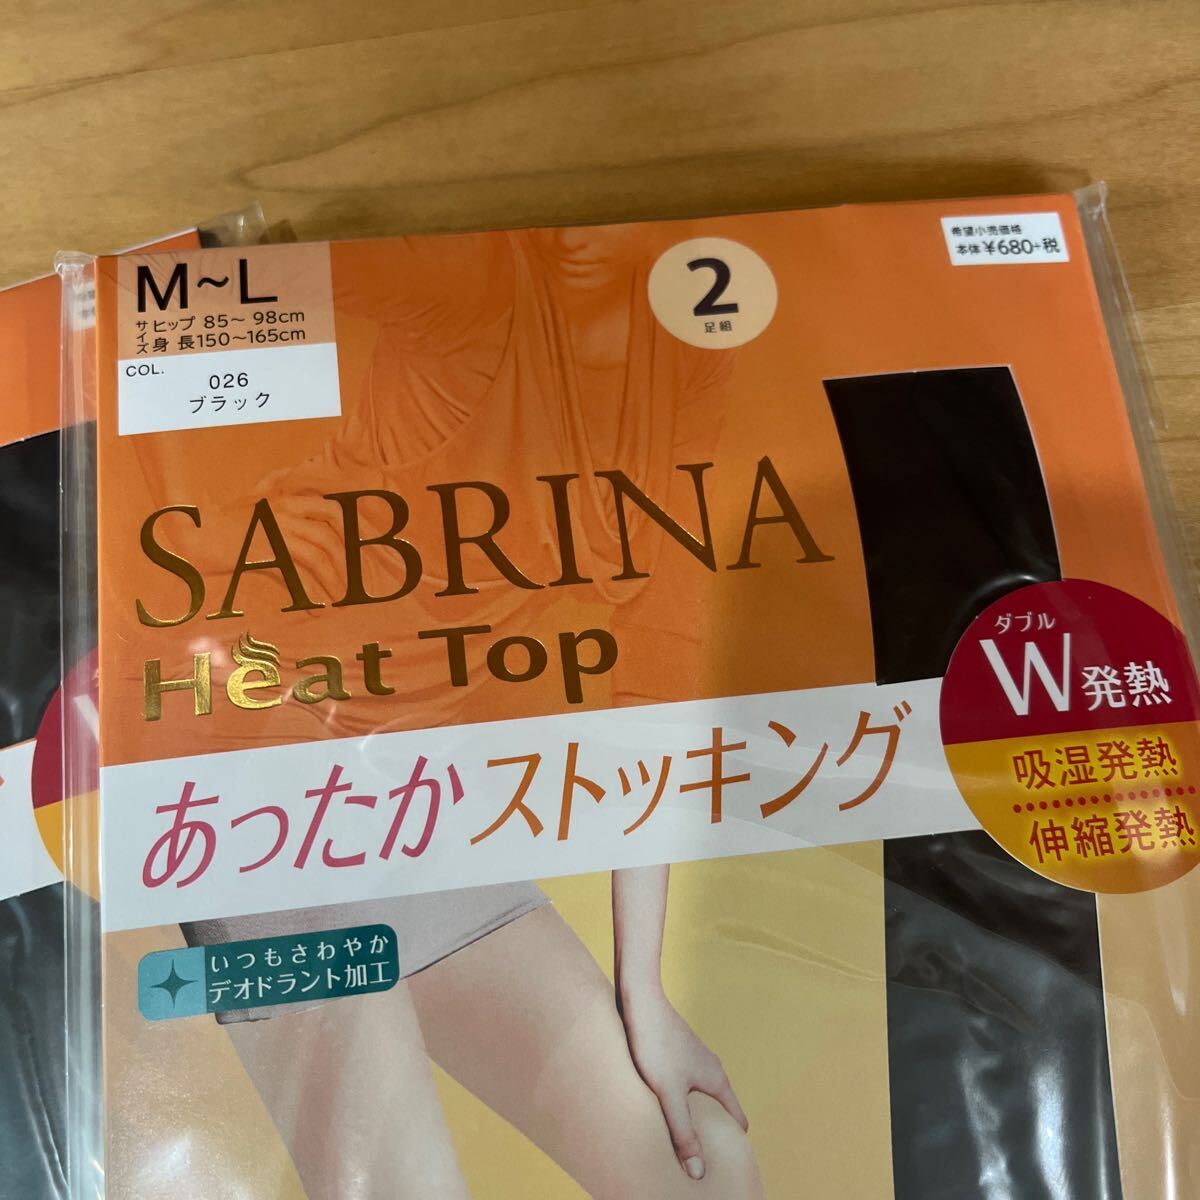 M～L
サイズ
ヒップ 85～98cm
身 長150～165cm
COL.
026
ブラック
2
足組
希望小売価格
本体¥680+税
SABRINA
Heat Top
あったかストッキング
ダブル
W発熱
吸湿発熱
伸縮発熱
いつもさわやか
デオドラント加工